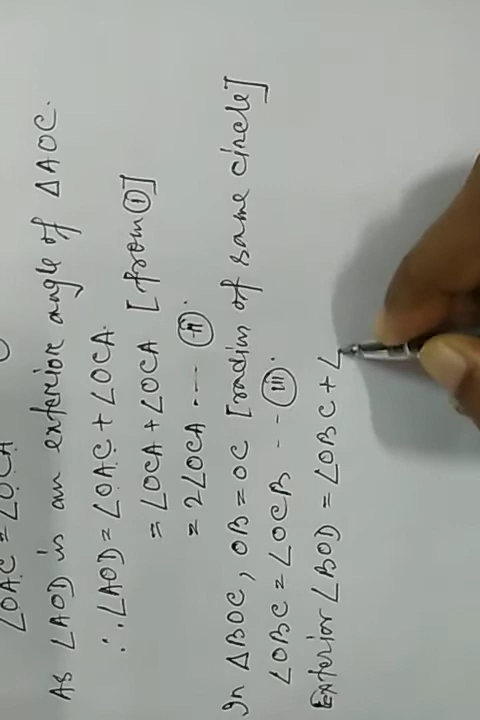 ∠OAC = ∠OCA
As ∠AOD is an exterior angle of ΔAOC.
∴ ∠AOD = ∠OAC + ∠OCA.
= ∠OCA + ∠OCA [from (i)]
= 2∠OCA --- (ii).
In ΔBOC, OB = OC [radius of same circle]
∠OBC = ∠OCB -- (iii).
Exterior ∠BOD = ∠OBC + ∠